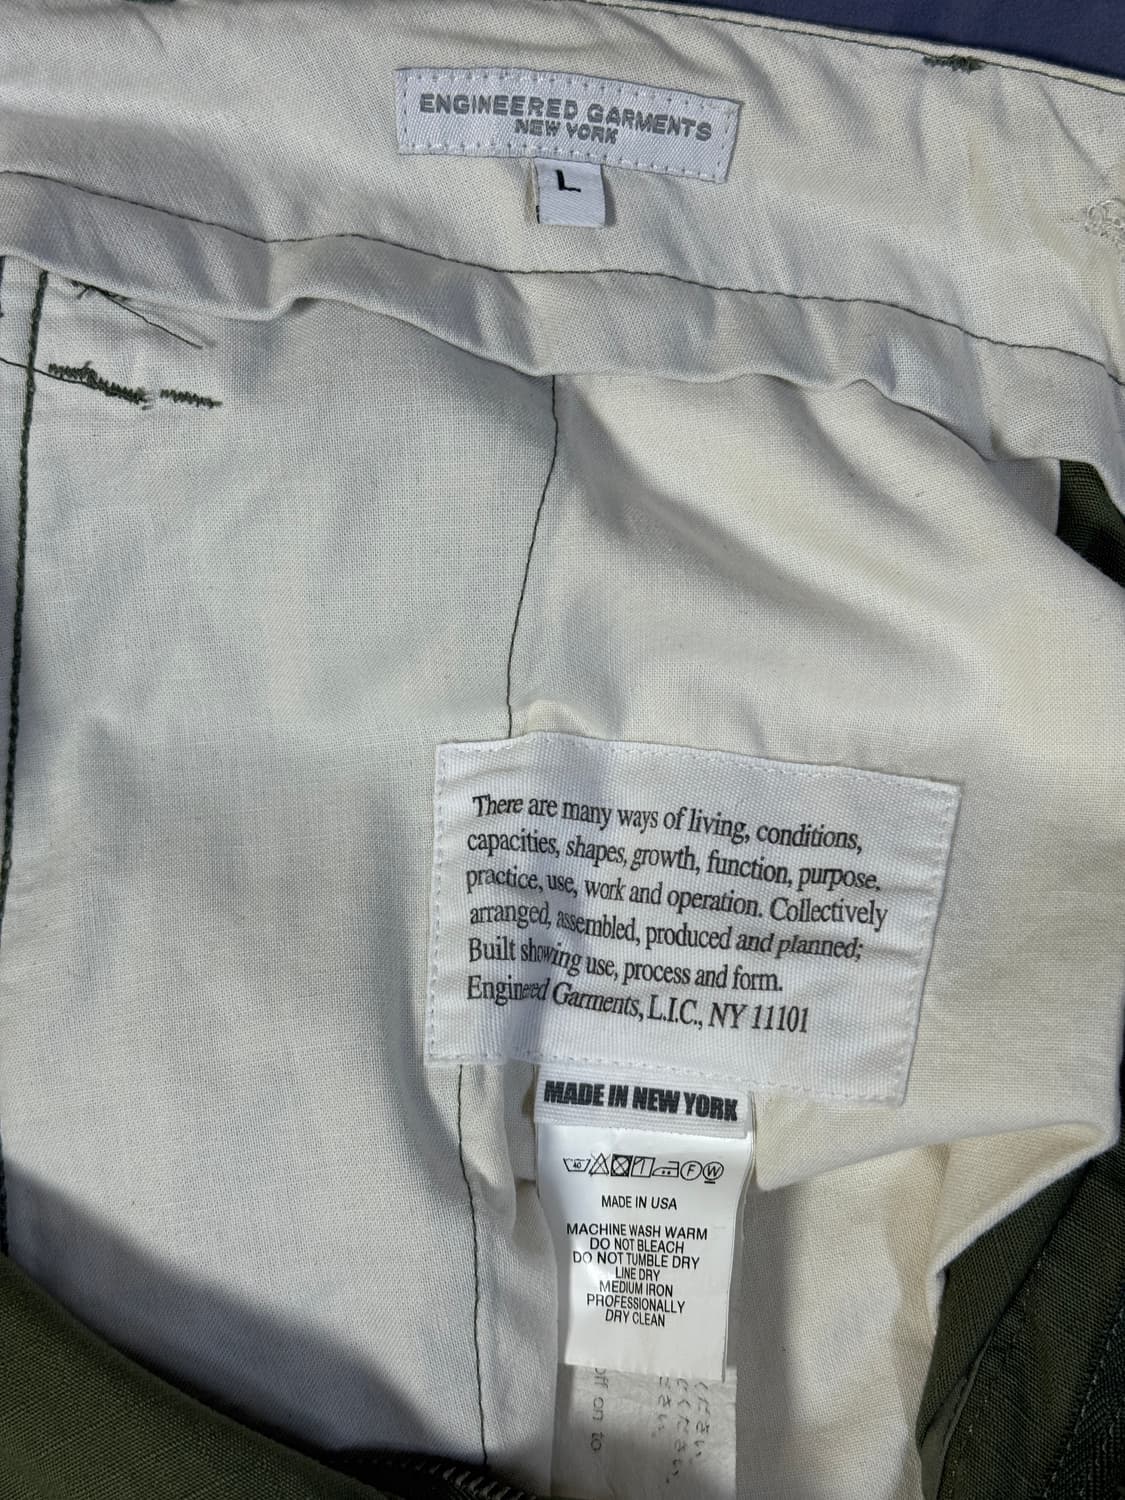 ENGINEERED GARMENTS
NEW YORK
L
There are many ways of living, conditions,
capacities, shapes, growth, function, purpose,
practice, use, work and operation. Collectively
arranged, assembled, produced and planned;
Built showing use, process and form.
Engineered Garments, L.I.C., NY 11101
MADE IN NEW YORK
40 F W
MADE IN USA
MACHINE WASH WARM
DO NOT BLEACH
DO NOT TUMBLE DRY
LINE DRY
MEDIUM IRON
PROFESSIONALLY
DRY CLEAN
on to